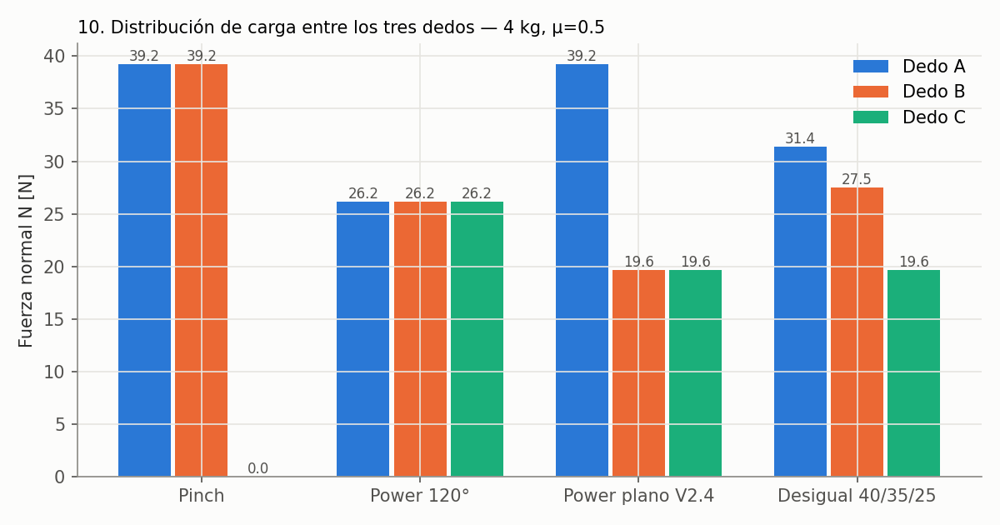 10. Distribución de carga entre los tres dedos — 4 kg, μ=0.5
Fuerza normal N [N]
40
35
30
25
20
15
10
5
0
39.2
39.2
0.0
26.2
26.2
26.2
39.2
19.6
19.6
31.4
27.5
19.6
Dedo A
Dedo B
Dedo C
Pinch
Power 120°
Power plano V2.4
Desigual 40/35/25